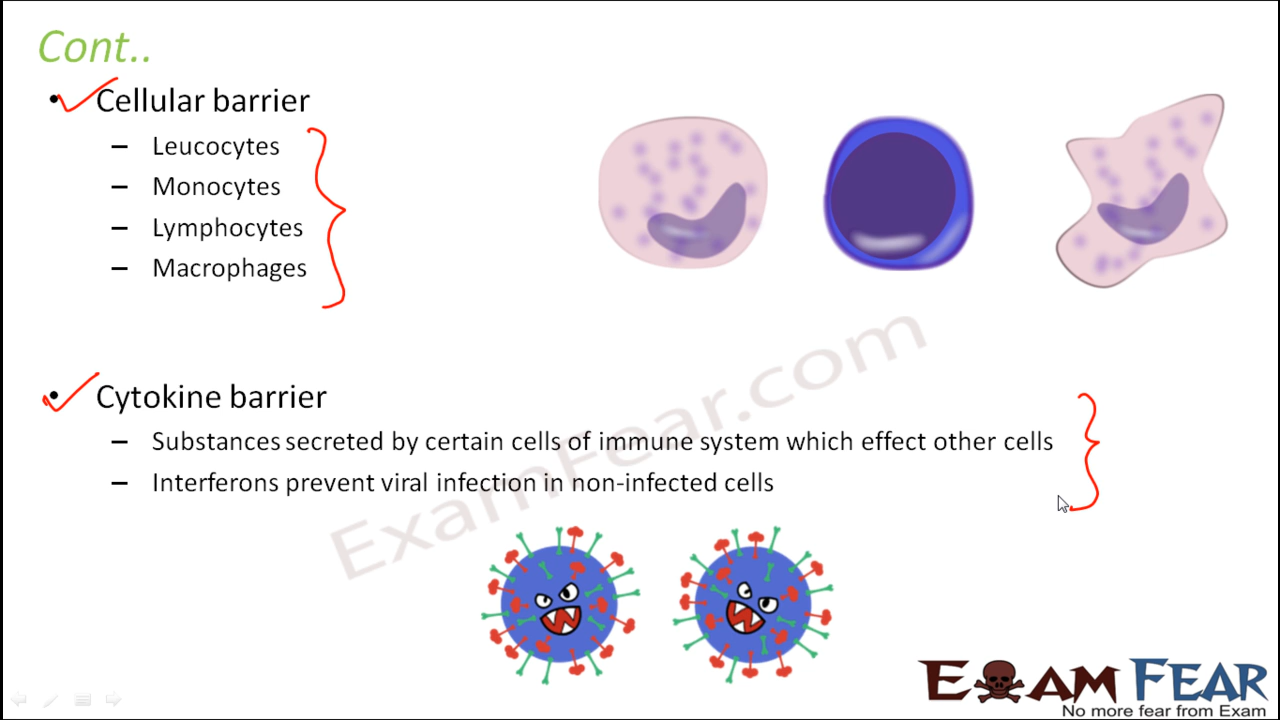 Cont..
• Cellular barrier
– Leucocytes
– Monocytes
– Lymphocytes
– Macrophages
• Cytokine barrier
– Substances secreted by certain cells of immune system which effect other cells
– Interferons prevent viral infection in non-infected cells
ExamFear.com
EXAM FEAR
No more fear from Exam